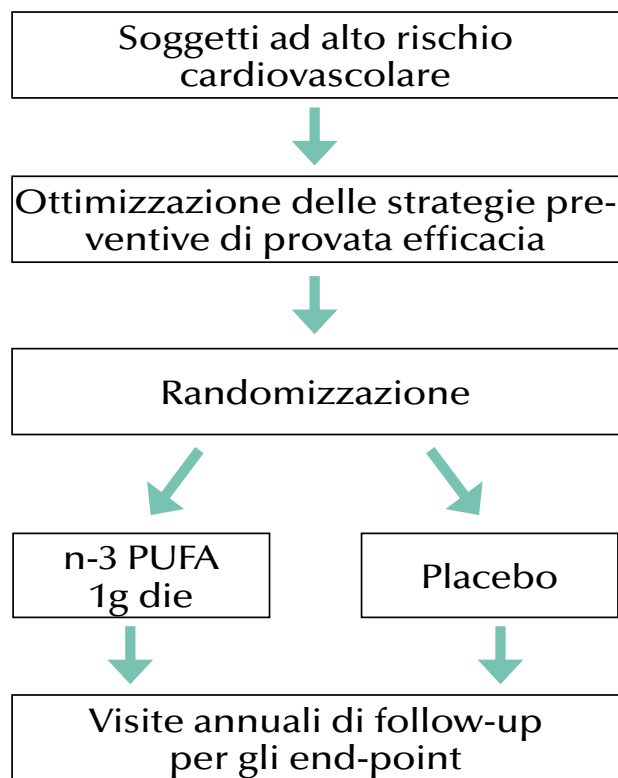 Soggetti ad alto rischio
cardiovascolare
Ottimizzazione delle strategie pre-
ventive di provata efficacia
Randomizzazione
n-3 PUFA
1g die
Placebo
Visite annuali di follow-up
per gli end-point